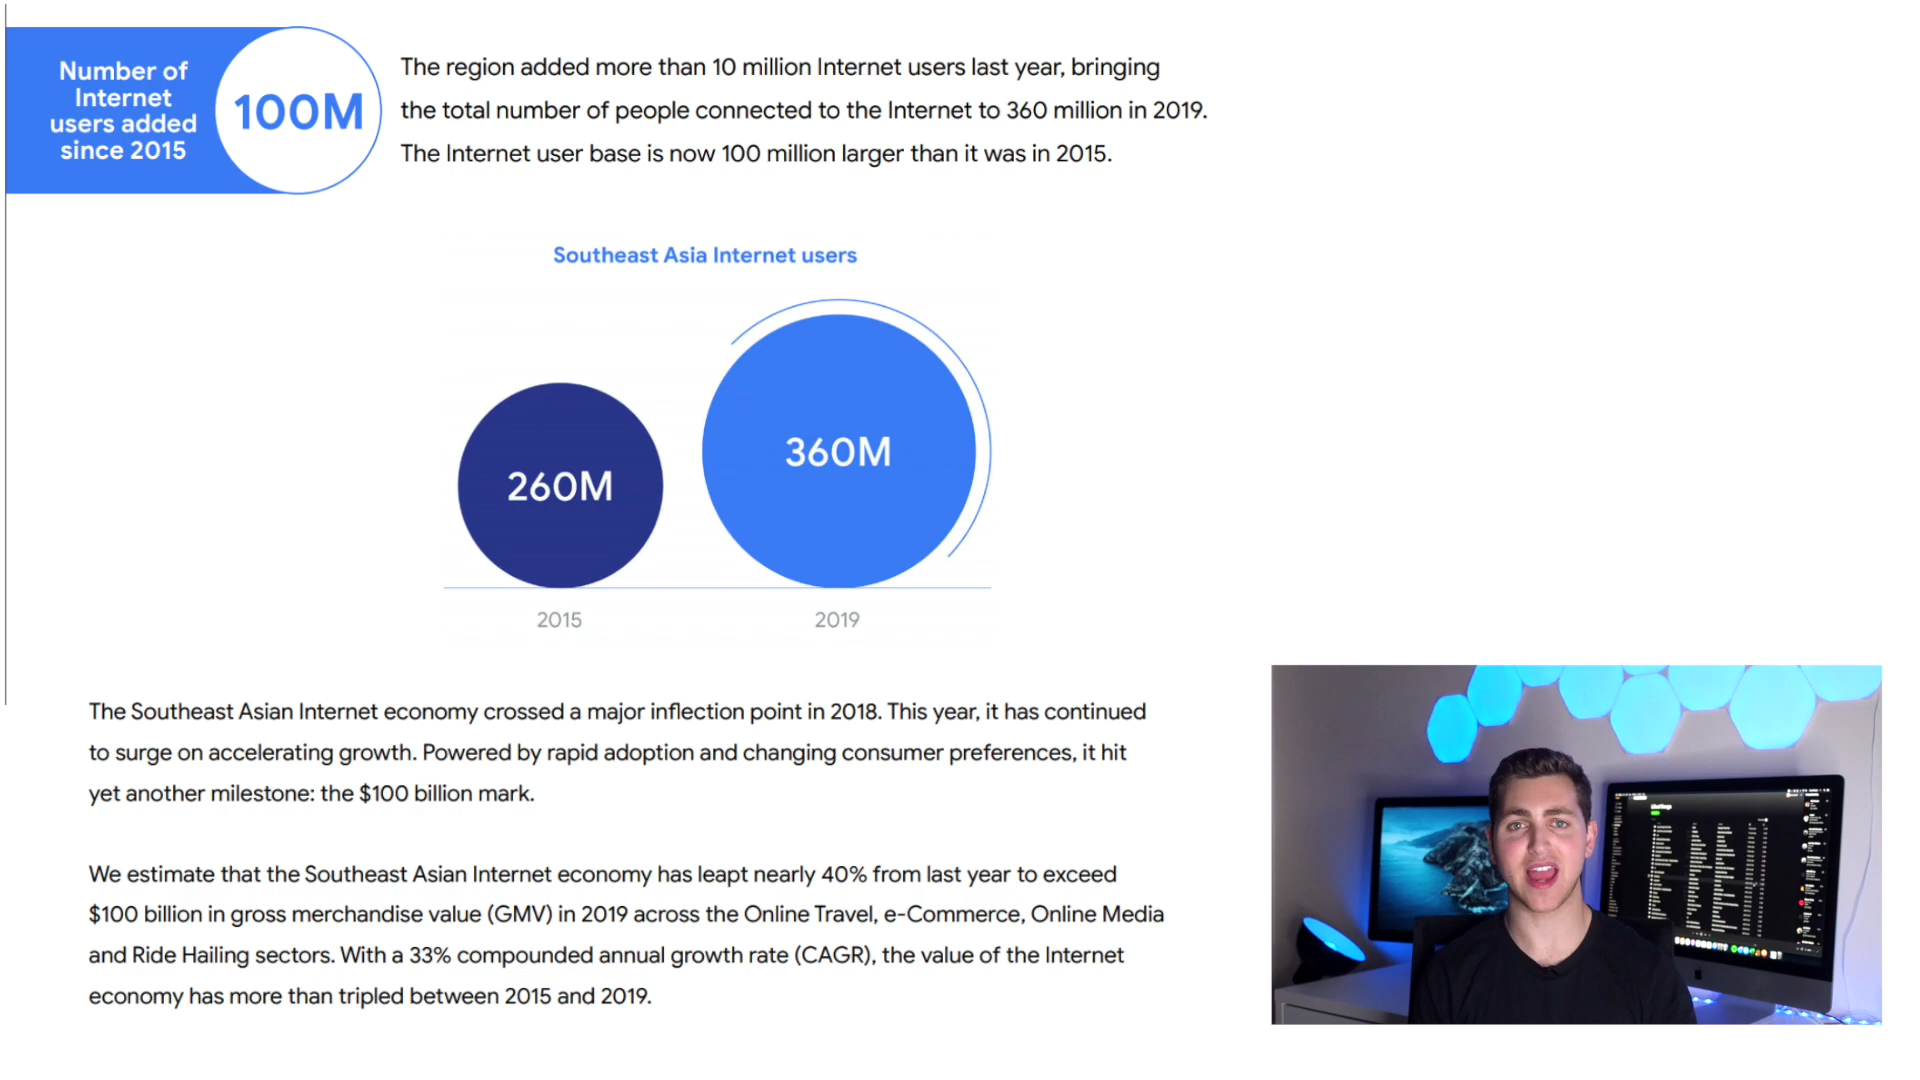 Number of
Internet
users added
since 2015
100M
The region added more than 10 million Internet users last year, bringing
the total number of people connected to the Internet to 360 million in 2019.
The Internet user base is now 100 million larger than it was in 2015.
Southeast Asia Internet users
260M
360M
2015
2019
The Southeast Asian Internet economy crossed a major inflection point in 2018. This year, it has continued
to surge on accelerating growth. Powered by rapid adoption and changing consumer preferences, it hit
yet another milestone: the $100 billion mark.
We estimate that the Southeast Asian Internet economy has leapt nearly 40% from last year to exceed
$100 billion in gross merchandise value (GMV) in 2019 across the Online Travel, e-Commerce, Online Media
and Ride Hailing sectors. With a 33% compounded annual growth rate (CAGR), the value of the Internet
economy has more than tripled between 2015 and 2019.